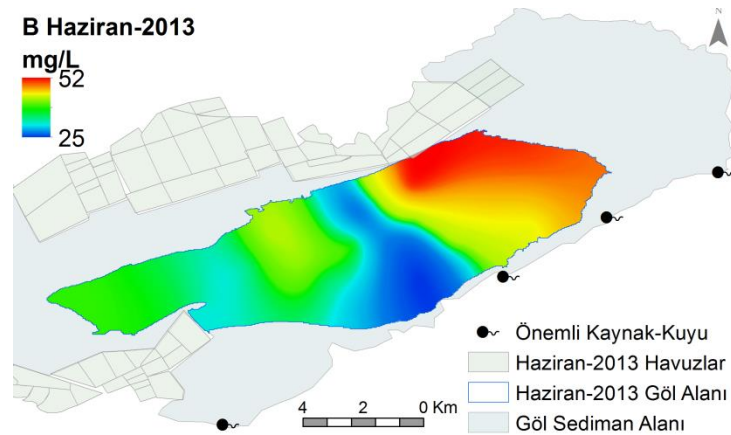 B Haziran-2013
mg/L
52
25
N
Önemli Kaynak-Kuyu
Haziran-2013 Havuzlar
Haziran-2013 Göl Alanı
Göl Sediman Alanı
4 2 0 Km